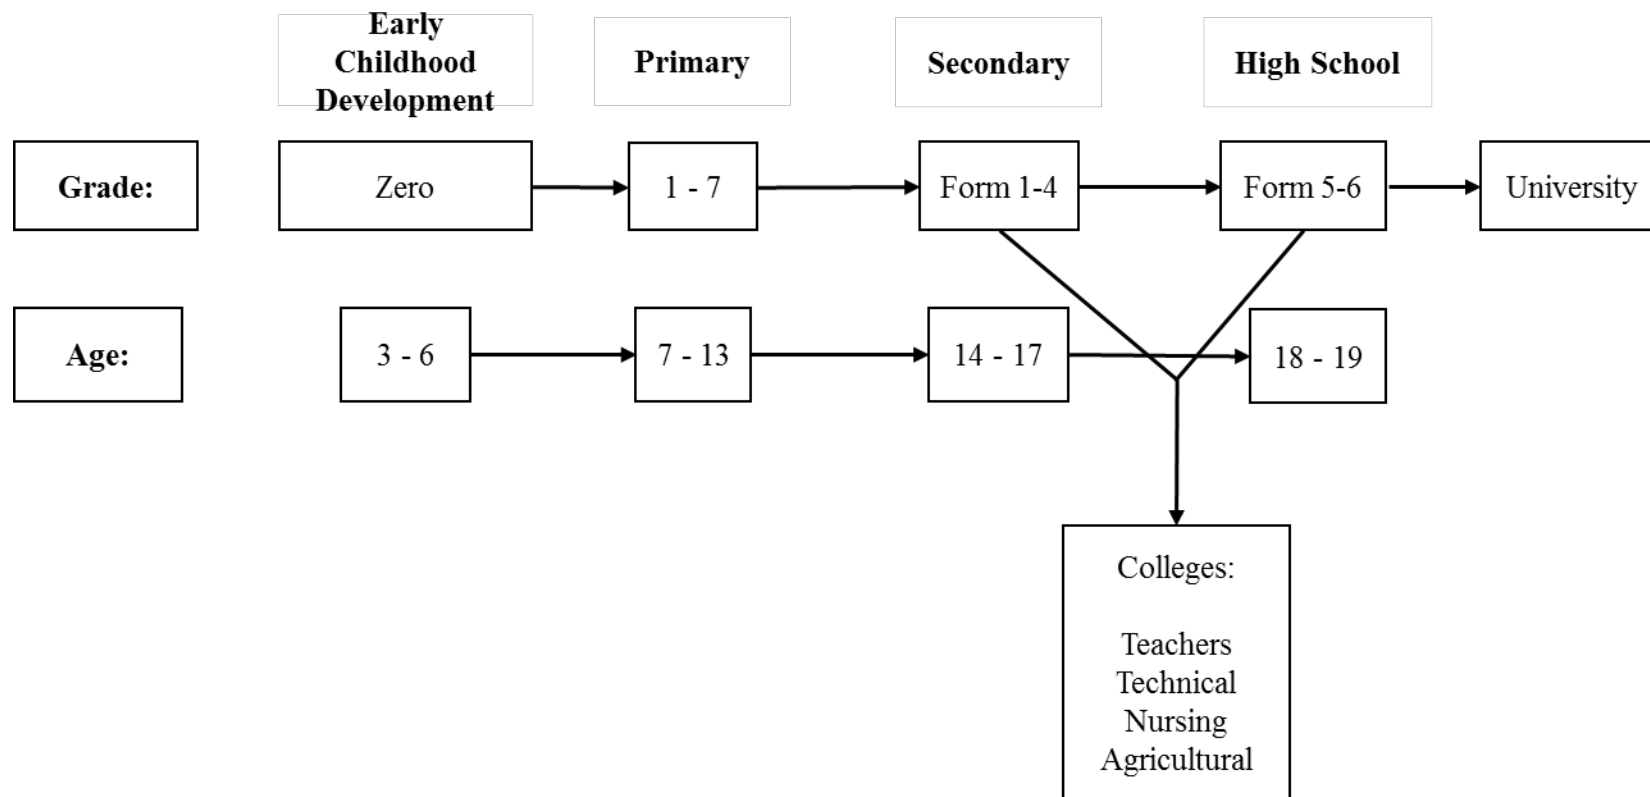 Early
Childhood
Development
Primary
Secondary
High School
Grade:
Zero
1 - 7
Form 1-4
Form 5-6
University
Age:
3 - 6
7 - 13
14 - 17
18 - 19
Colleges:
Teachers
Technical
Nursing
Agricultural